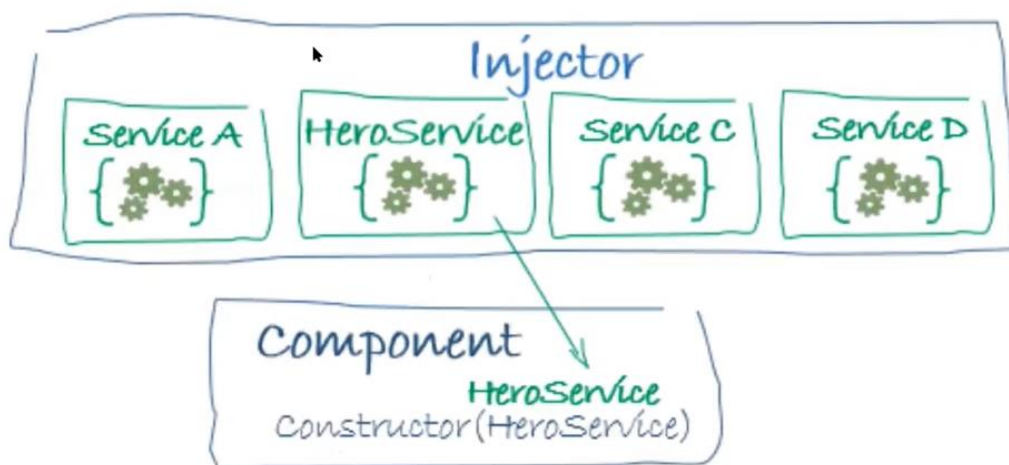 Injector
Service A
HeroService
Service C
Service D
{ }
{ }
{ }
{ }
Component
HeroService
Constructor(HeroService)